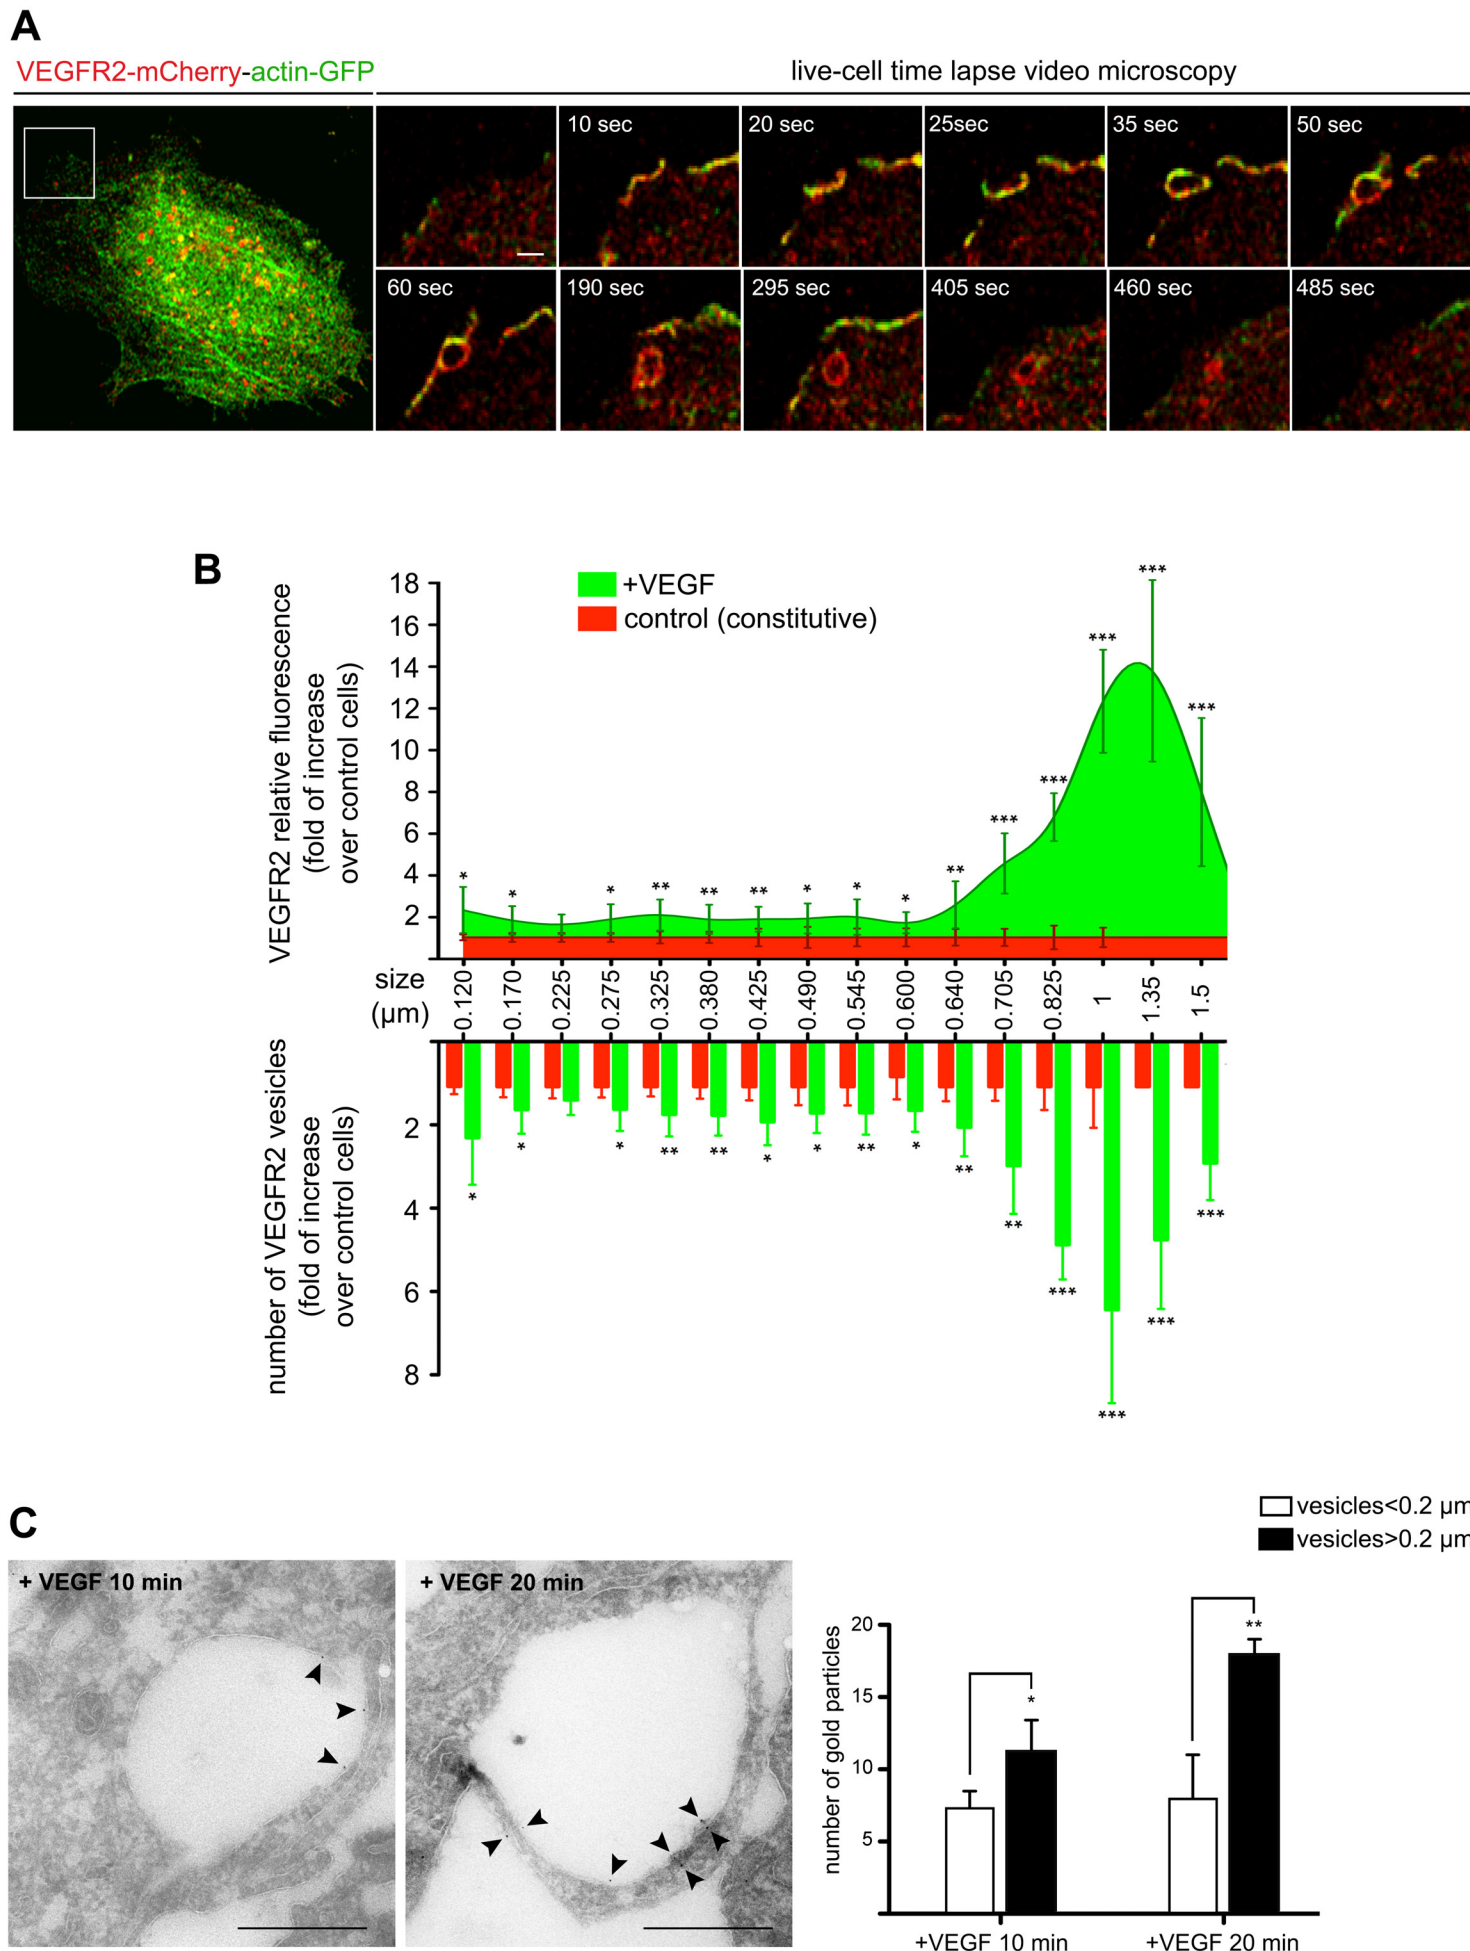 A
VEGFR2-mCherry-actin-GFP
live-cell time lapse video microscopy
10 sec
20 sec
25sec
35 sec
50 sec
60 sec
190 sec
295 sec
405 sec
460 sec
485 sec
B
VEGFR2 relative fluorescence
(fold of increase
over control cells)
18
16
14
12
10
8
6
4
2
+VEGF
control (constitutive)
*
*
*
**
**
**
*
*
*
**
***
***
***
***
***
size
(µm)
0.120
0.170
0.225
0.275
0.325
0.380
0.425
0.490
0.545
0.600
0.640
0.705
0.825
1
1.35
1.5
number of VEGFR2 vesicles
(fold of increase
over control cells)
2
4
6
8
*
*
*
**
**
*
*
**
*
**
**
***
***
***
***
C
+ VEGF 10 min
+ VEGF 20 min
vesicles<0.2 µm
vesicles>0.2 µm
number of gold particles
20
15
10
5
*
**
+VEGF 10 min
+VEGF 20 min